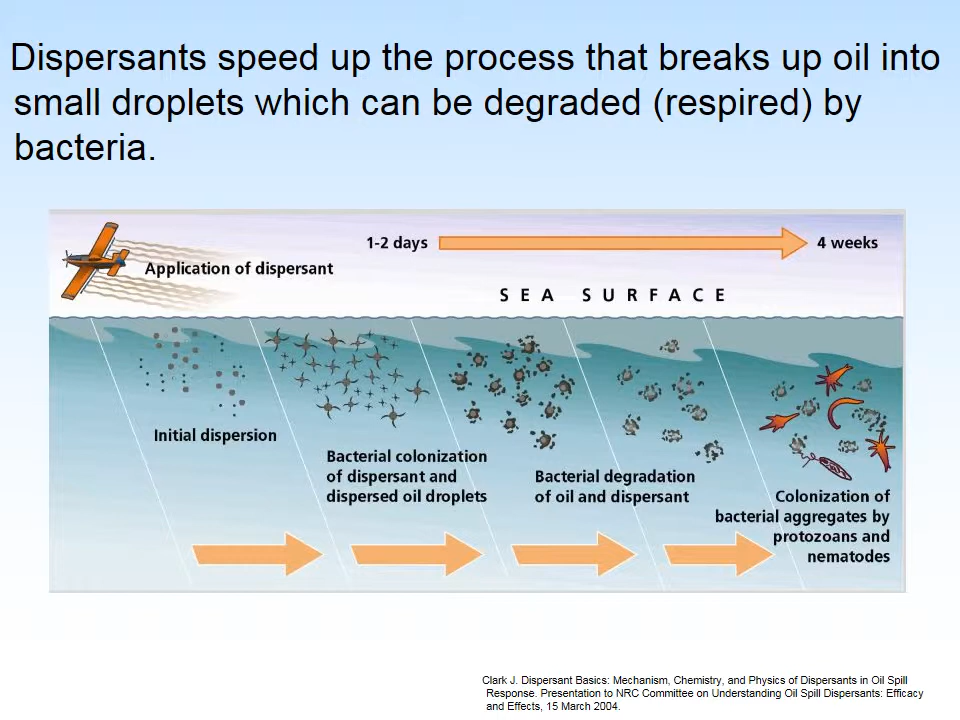 Dispersants speed up the process that breaks up oil into
small droplets which can be degraded (respired) by
bacteria.
1-2 days
4 weeks
Application of dispersant
SEA SURFACE
Initial dispersion
Bacterial colonization
of dispersant and
dispersed oil droplets
Bacterial degradation
of oil and dispersant
Colonization of
bacterial aggregates by
protozoans and
nematodes
Clark J. Dispersant Basics: Mechanism, Chemistry, and Physics of Dispersants in Oil Spill
Response. Presentation to NRC Committee on Understanding Oil Spill Dispersants: Efficacy
and Effects, 15 March 2004.